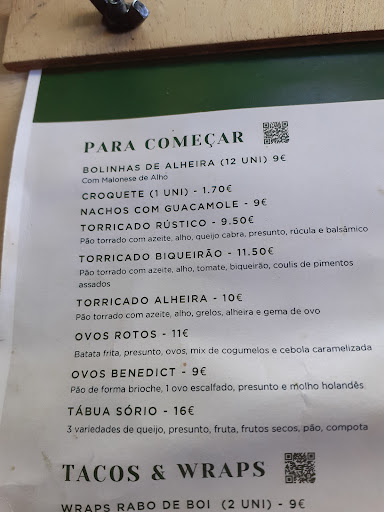 PARA COMEÇAR
BOLINHAS DE ALHEIRA (12 UNI) 9€
Com Maionese de Alho
CROQUETE (1 UNI) - 1.70€
NACHOS COM GUACAMOLE - 9€
TORRICADO RÚSTICO - 9.50€
Pão torrado com azeite, alho, queijo cabra, presunto, rúcula e balsâmico
TORRICADO BIQUEIRÃO - 11.50€
Pão torrado com azeite, alho, tomate, biqueirão, coulis de pimentos
assados
TORRICADO ALHEIRA - 10€
Pão torrado com azeite, alho, grelos, alheira e gema de ovo
OVOS ROTOS - 11€
Batata frita, presunto, ovos, mix de cogumelos e cebola caramelizada
OVOS BENEDICT - 9€
Pão de forma brioche, 1 ovo escalfado, presunto e molho holandês
TÁBUA SÓRIO - 16€
3 variedades de queijo, presunto, fruta, frutos secos, pão, compota
TACOS & WRAPS
WRAPS RABO DE BOI (2 UNI) - 9€